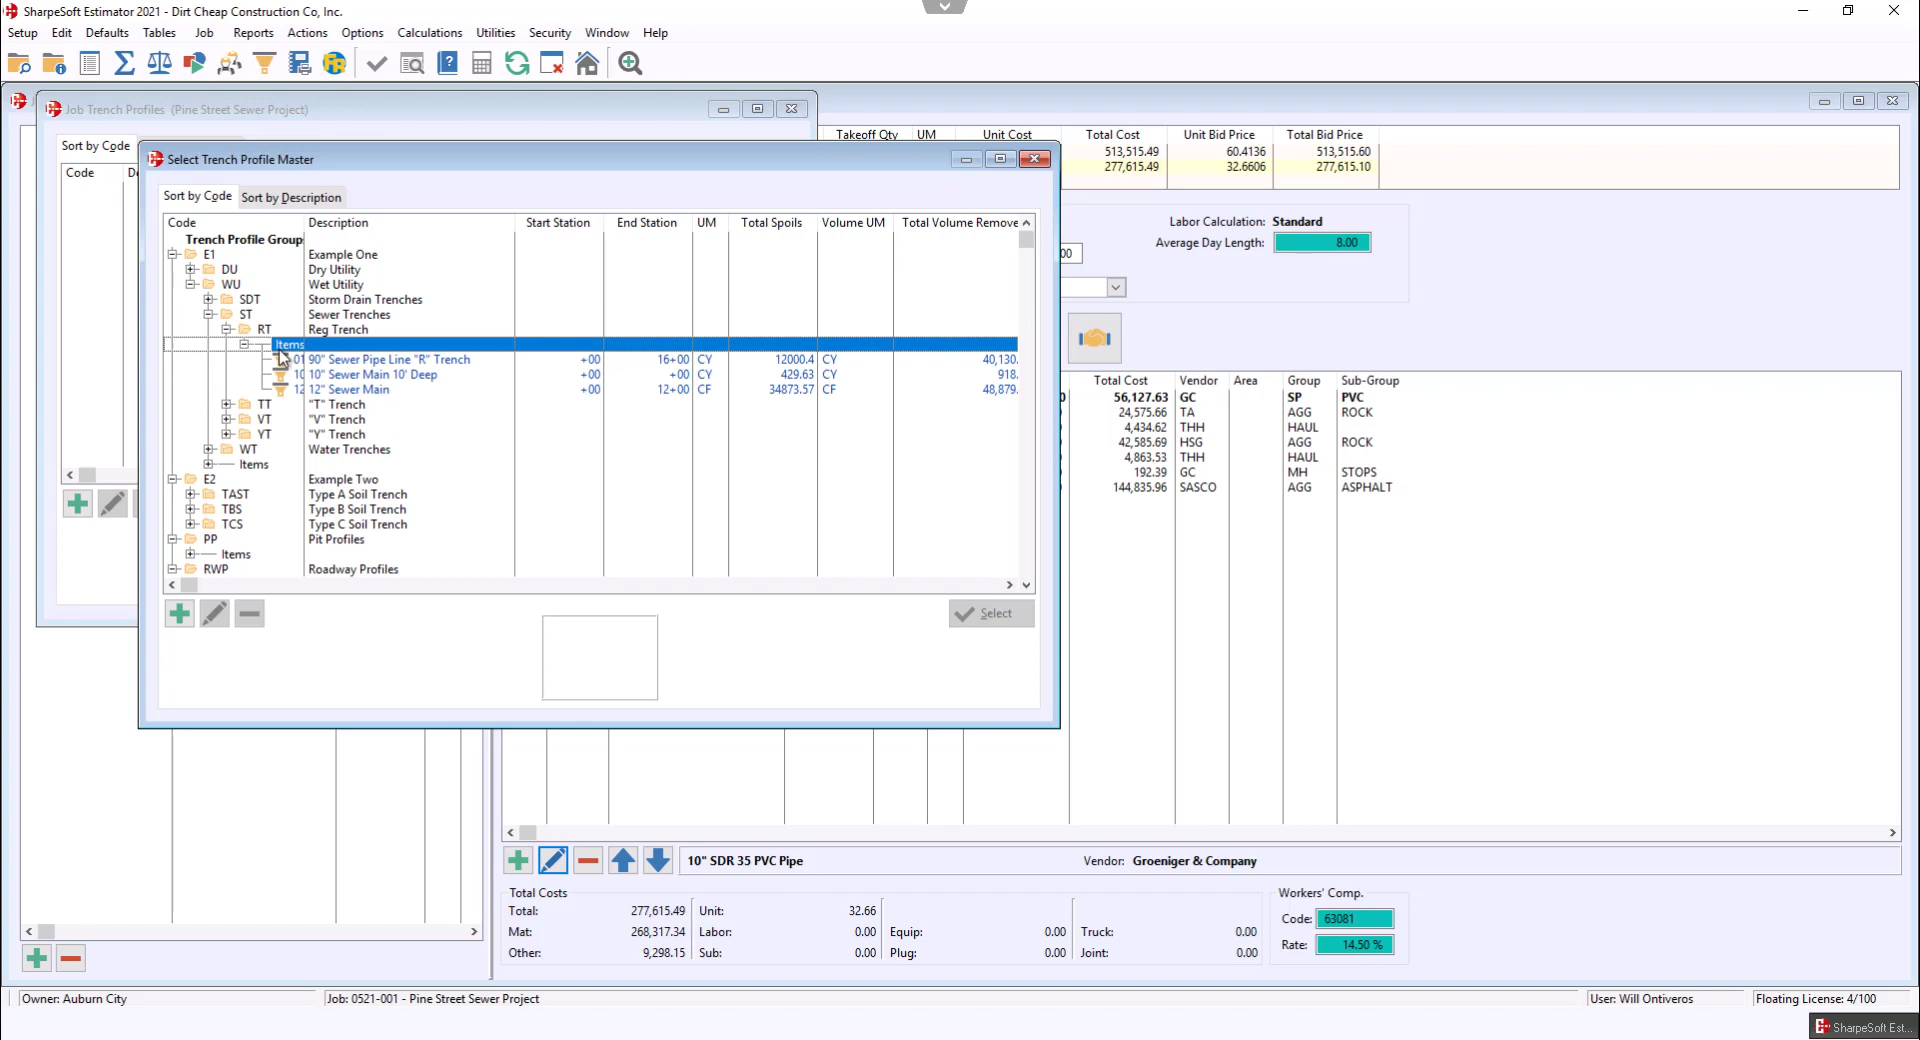 SharpeSoft Estimator 2021 - Dirt Cheap Construction Co, Inc.
Setup Edit Defaults Tables Job Reports Actions Options Calculations Utilities Security Window Help
Job Trench Profiles (Pine Street Sewer Project)
Sort by Code
Code
Takeoff Qty UM Unit Cost Total Cost Unit Bid Price Total Bid Price
513,515.49 60.4136 513,515.60
277,615.49 32.6606 277,615.10
Select Trench Profile Master
Sort by Code Sort by Description
Code Description Start Station End Station UM Total Spoils Volume UM Total Volume Remove
Trench Profile Group
E1 Example One
DU Dry Utility
WU Wet Utility
SDT Storm Drain Trenches
ST Sewer Trenches
RT Reg Trench
Items
01 90" Sewer Pipe Line "R" Trench +00 16+00 CY 12000.4 CY 40,130.
10 10" Sewer Main 10' Deep +00 +00 CY 429.63 CY 918.
12 12" Sewer Main +00 12+00 CF 34873.57 CF 48,879.
TT "T" Trench
VT "V" Trench
YT "Y" Trench
WT Water Trenches
Items
E2 Example Two
TAST Type A Soil Trench
TBS Type B Soil Trench
TCS Type C Soil Trench
PP Pit Profiles
Items
RWP Roadway Profiles
Select
Labor Calculation: Standard
Average Day Length: 8.00
00
Total Cost Vendor Area Group Sub-Group
56,127.63 GC SP PVC
24,575.66 TA AGG ROCK
4,434.62 THH HAUL
42,585.69 HSG AGG ROCK
4,863.53 THH HAUL
192.39 GC MH STOPS
144,835.96 SASCO AGG ASPHALT
10" SDR 35 PVC Pipe Vendor: Groeniger & Company
Total Costs
Total: 277,615.49 Unit: 32.66
Mat: 268,317.34 Labor: 0.00 Equip: 0.00 Truck: 0.00
Other: 9,298.15 Sub: 0.00 Plug: 0.00 Joint: 0.00
Workers' Comp.
Code: 63081
Rate: 14.50 %
Owner: Auburn City Job: 0521-001 - Pine Street Sewer Project User: Will Ontiveros Floating License: 4/100
SharpeSoft Est...